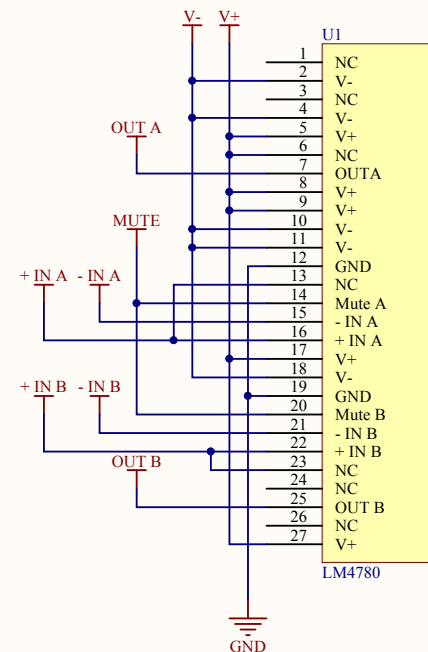 V- V+
U1
1 NC
2 V-
3 NC
4 V-
OUT A
5 V+
6 NC
7 OUTA
8 V+
9 V+
MUTE
10 V-
11 V-
12 GND
+ IN A - IN A
13 NC
14 Mute A
15 - IN A
16 + IN A
17 V+
18 V-
+ IN B - IN B
19 GND
20 Mute B
21 - IN B
22 + IN B
OUT B
23 NC
24 NC
25 OUT B
26 NC
27 V+
LM4780
GND